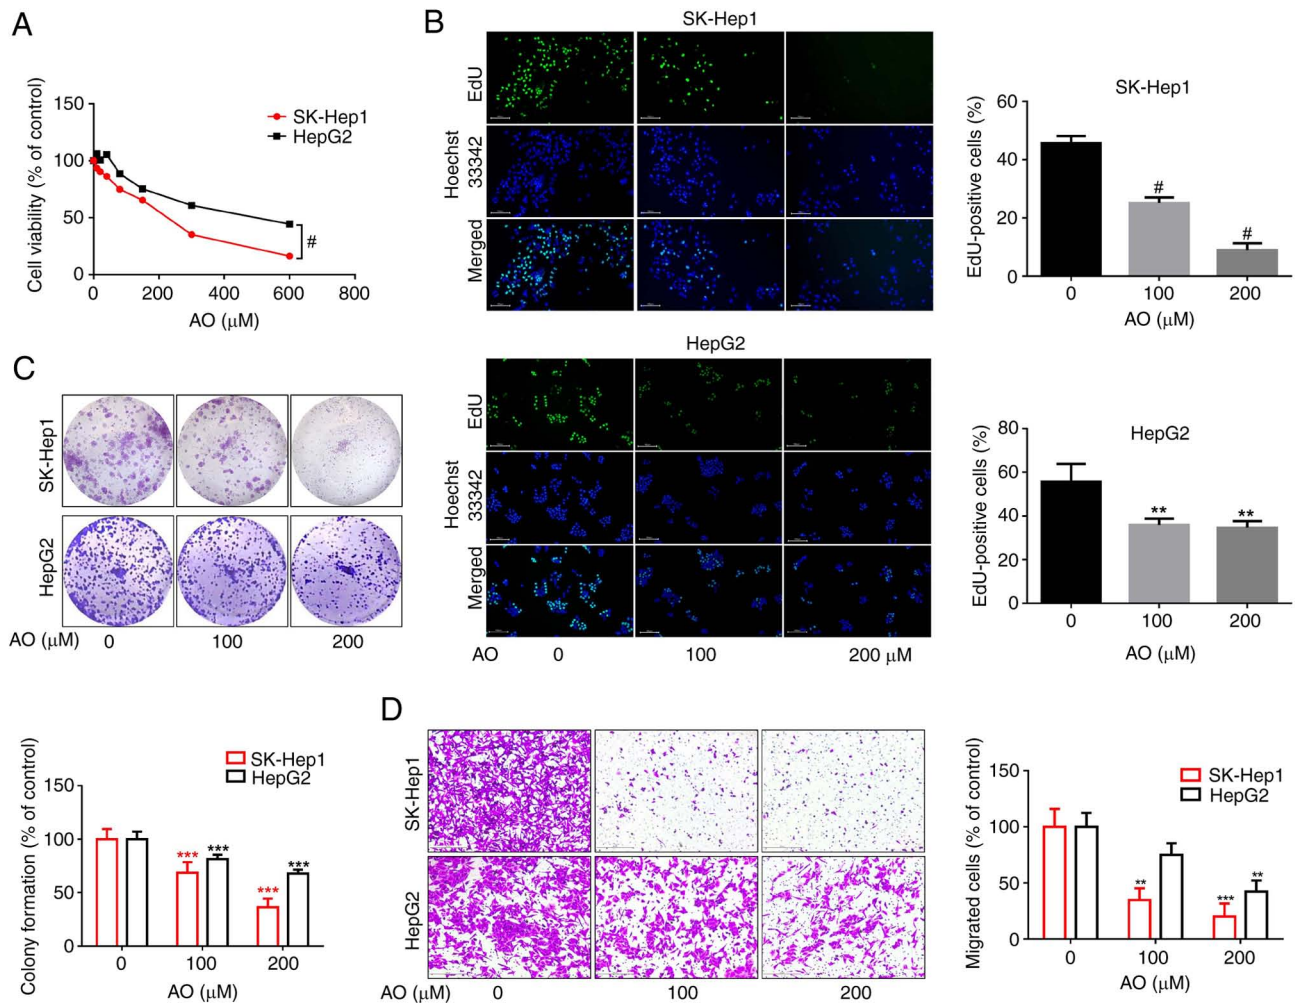 A
Cell viability (% of control)
150
100
50
0
0 200 400 600 800
AO (μM)
SK-Hep1
HepG2
#
B
SK-Hep1
EdU
Hoechst
33342
Merged
SK-Hep1
EdU-positive cells (%)
60
40
20
0
#
#
0 100 200
AO (μM)
HepG2
EdU
Hoechst
33342
Merged
AO 0 100 200 μM
HepG2
EdU-positive cells (%)
80
60
40
20
0
**
**
0 100 200
AO (μM)
C
SK-Hep1
HepG2
AO (μM) 0 100 200
Colony formation (% of control)
SK-Hep1
HepG2
150
100
50
0
*** ***
*** ***
0 100 200
AO (μM)
D
SK-Hep1
HepG2
AO (μM) 0 100 200
Migrated cells (% of control)
SK-Hep1
HepG2
150
100
50
0
**
*** **
0 100 200
AO (μM)